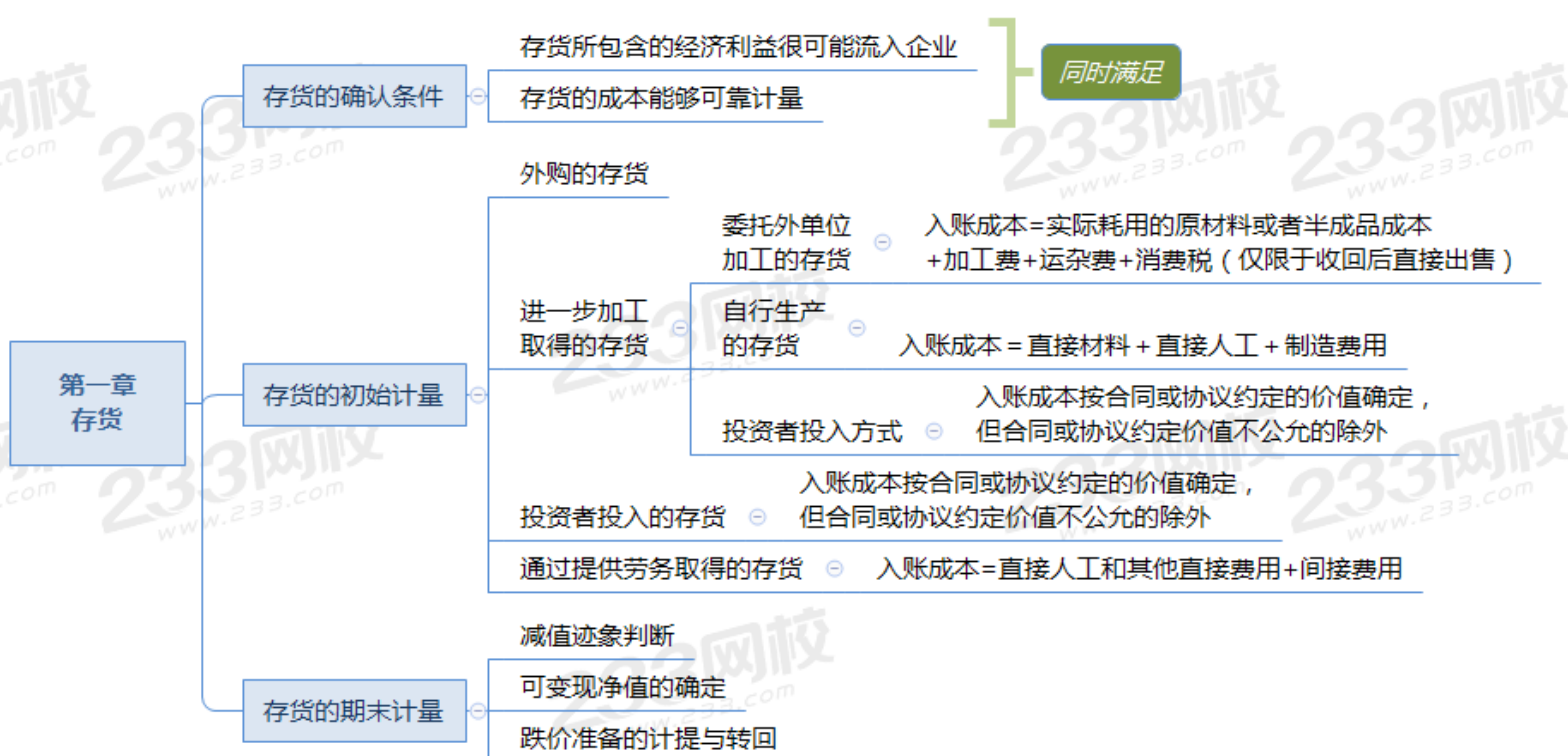 存货所包含的经济利益很可能流入企业
同时满足
存货的确认条件
存货的成本能够可靠计量
外购的存货
委托外单位
加工的存货
入账成本=实际耗用的原材料或者半成品成本
+加工费+运杂费+消费税（仅限于收回后直接出售）
进一步加工
取得的存货
自行生产
的存货
入账成本＝直接材料＋直接人工＋制造费用
第一章
存货
存货的初始计量
投资者投入方式
入账成本按合同或协议约定的价值确定，
但合同或协议约定价值不公允的除外
投资者投入的存货
入账成本按合同或协议约定的价值确定，
但合同或协议约定价值不公允的除外
通过提供劳务取得的存货
入账成本=直接人工和其他直接费用+间接费用
减值迹象判断
存货的期末计量
可变现净值的确定
跌价准备的计提与转回
233网校
www.233.com